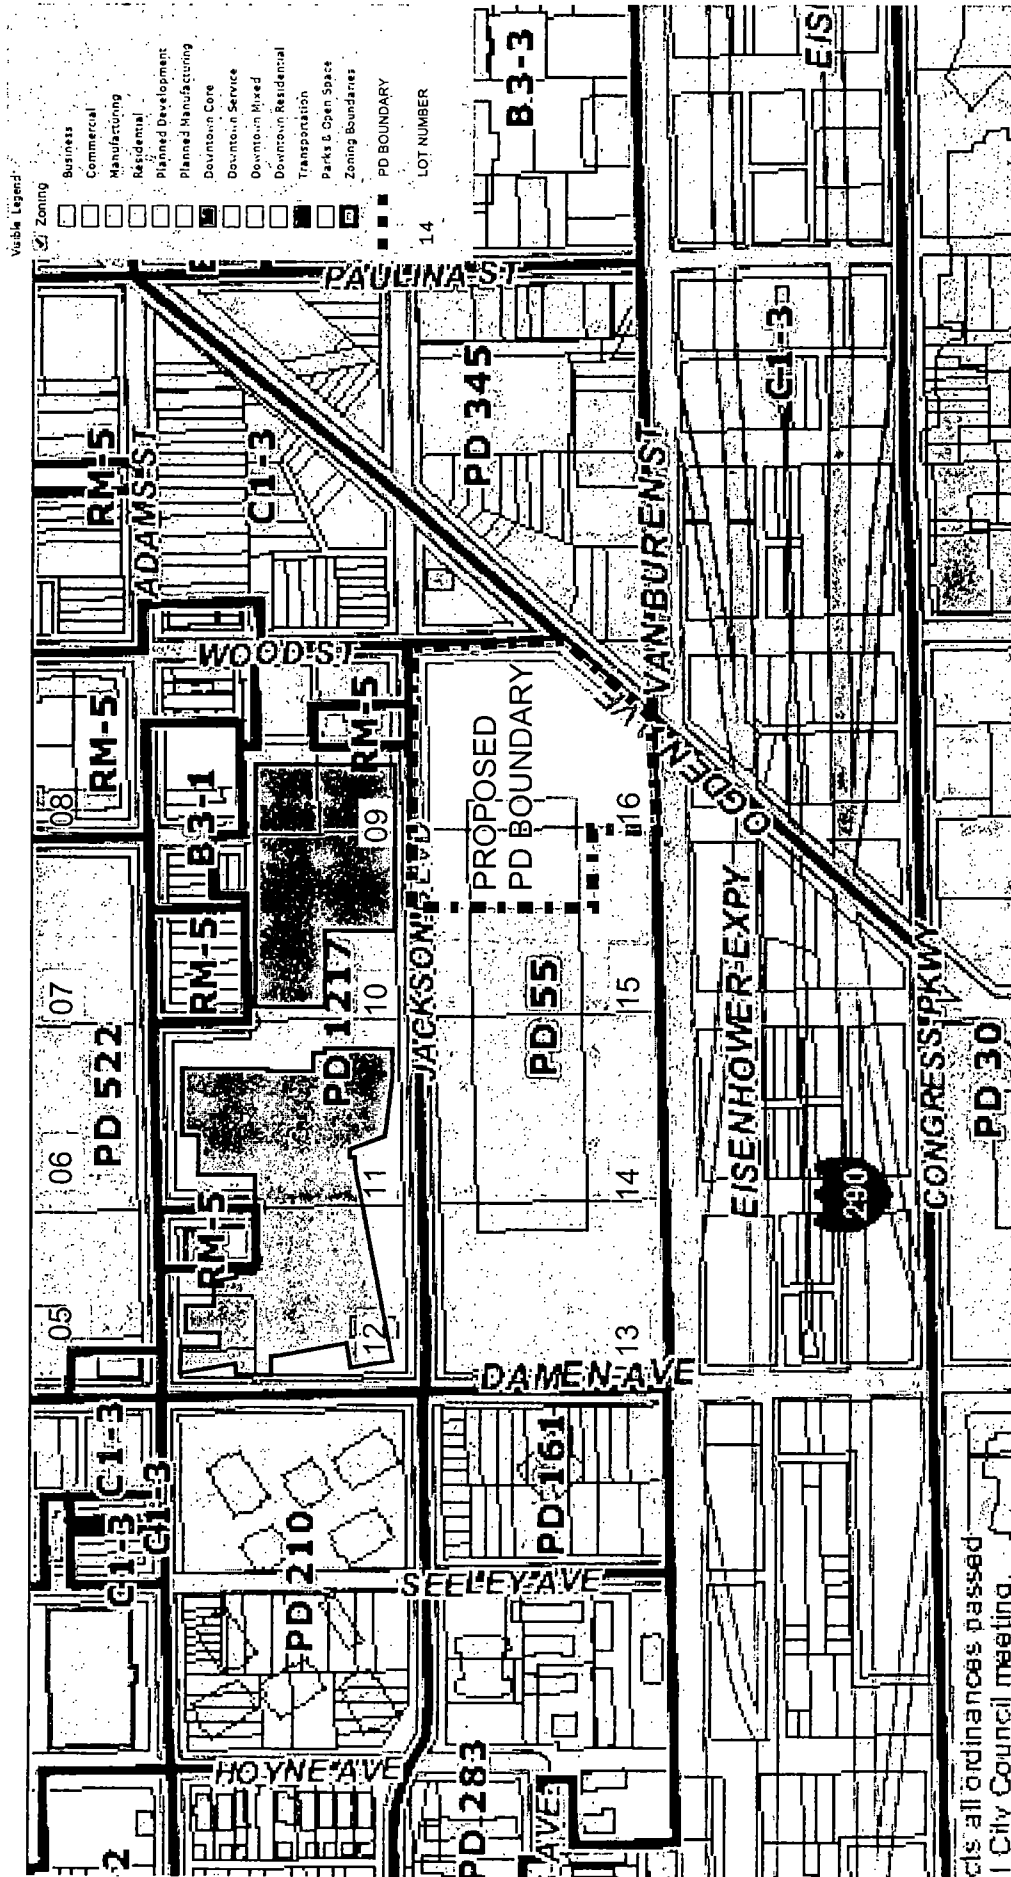 Visible Legend
Zoning
Business
Commercial
Manufacturing
Residential
Planned Development
Planned Manufacturing
Downtown Core
Downtown Service
Downtown Mixed
Downtown Residential
Transportation
Parks & Open Space
Zoning Boundaries
PD BOUNDARY
14 LOT NUMBER
05
06
07
08
PD 522
RM-5
RM-5
ADAMS ST
C1-3
C1-3
C1-3
C1-3
RM-5
RM-5
B3-1
WOOD ST
RM-5
C1-3
PAULINA ST
PD 210
12
11
10
09
PD 1217
HOYNE AVE
SEELEY AVE
JACKSON
PD 283
AVE
PD 161
DAMEN AVE
PD 55
PROPOSED
PD BOUNDARY
PD 345
B3-3
13
14
15
16
VAN BUREN ST
OGDEN
EISENHOWER EXPY
290
C1-3
CONGRESS PKWY
PD 30
all ordinances passed
City Council meeting.